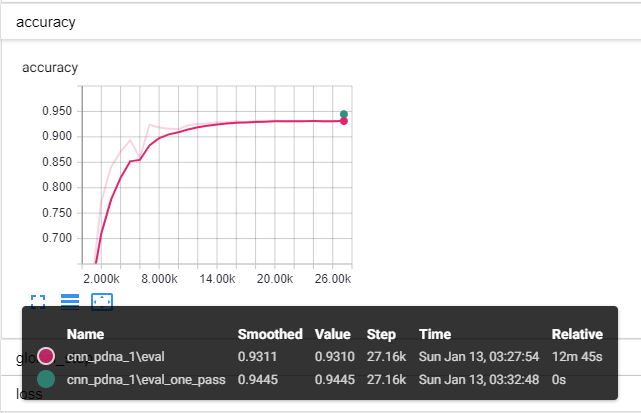 accuracy
accuracy
0.950
0.900
0.850
0.800
0.750
0.700
2.000k 8.000k 14.00k 20.00k 26.00k
Name Smoothed Value Step Time Relative
cnn_pdna_1\eval 0.9311 0.9310 27.16k Sun Jan 13, 03:27:54 12m 45s
cnn_pdna_1\eval_one_pass 0.9445 0.9445 27.16k Sun Jan 13, 03:32:48 0s
loss